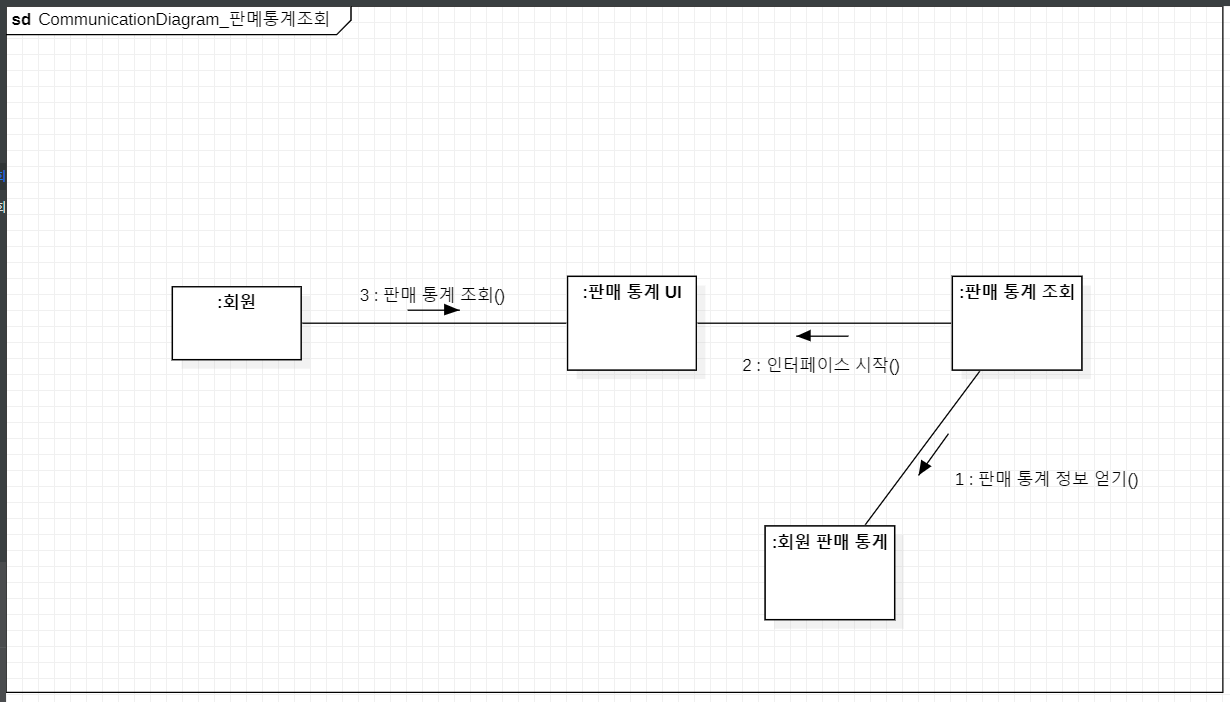 sd CommunicationDiagram_판메통계조회
:회원
3 : 판매 통계 조회()
:판매 통계 UI
:판매 통계 조회
2 : 인터페이스 시작()
1 : 판매 통계 정보 얻기()
:회원 판매 통게